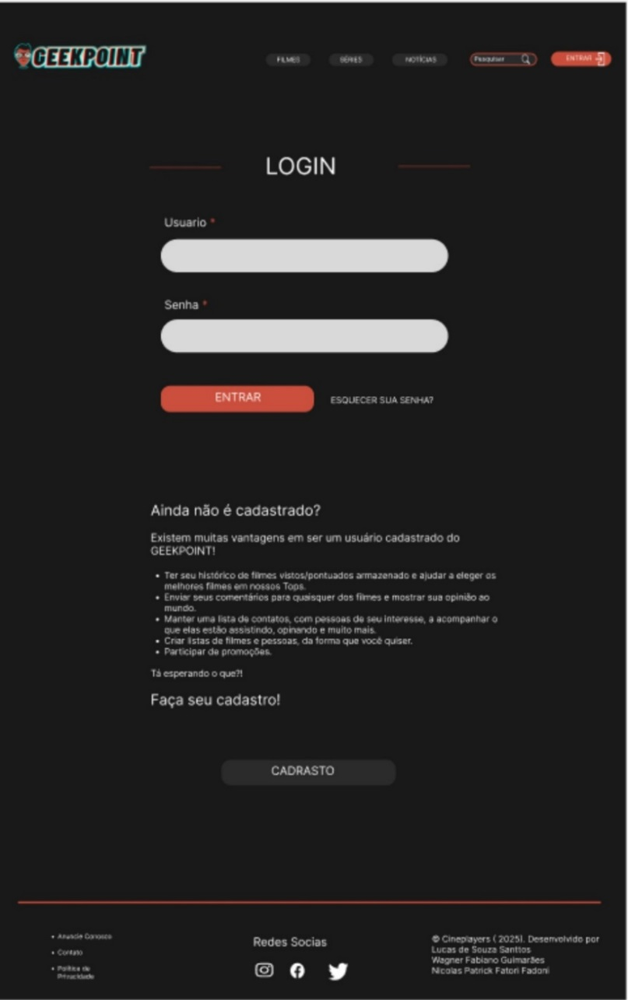 GEEKPOINT
FILMES
SÉRIES
NOTÍCIAS
Pesquisar
ENTRAR
LOGIN
Usuario *
Senha *
ENTRAR
ESQUECER SUA SENHA?
Ainda não é cadastrado?
Existem muitas vantagens em ser um usuário cadastrado do
GEEKPOINT!
• Ter seu histórico de filmes vistos/pontuados armazenado e ajudar a eleger os
melhores filmes em nossos Tops.
• Enviar seus comentários para quaisquer dos filmes e mostrar sua opinião ao
mundo.
• Manter uma lista de contatos, com pessoas de seu interesse, a acompanhar o
que elas estão assistindo, opinando e muito mais.
• Criar listas de filmes e pessoas, da forma que você quiser.
• Participar de promoções.
Tá esperando o que?!
Faça seu cadastro!
CADRASTO
• Anuncie Conosco
• Contato
• Política de
Privacidade
Redes Socias
© Cineplayers ( 2025). Desenvolvido por
Lucas de Souza Santtos
Wagner Fabiano Guimarães
Nicolas Patrick Fatori Fadoni